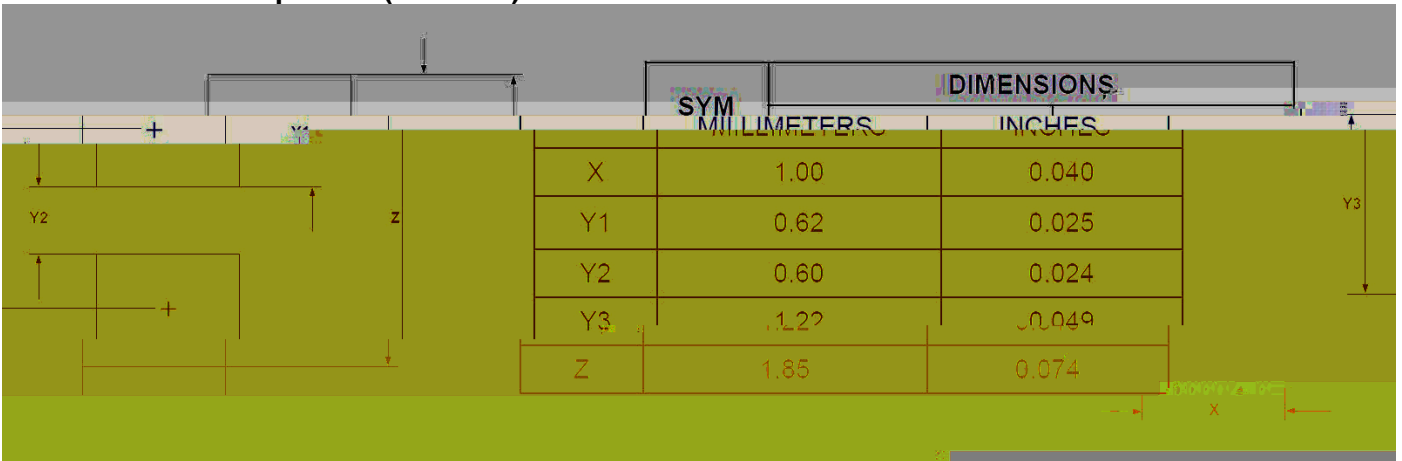 DIMENSIONS
SYM
MILLIMETERS INCHES
X 1.00 0.040
Y1 0.62 0.025
Y2 0.60 0.024
Y3 1.22 0.049
Z 1.85 0.074
Y1
Y2
Z
Y3
X